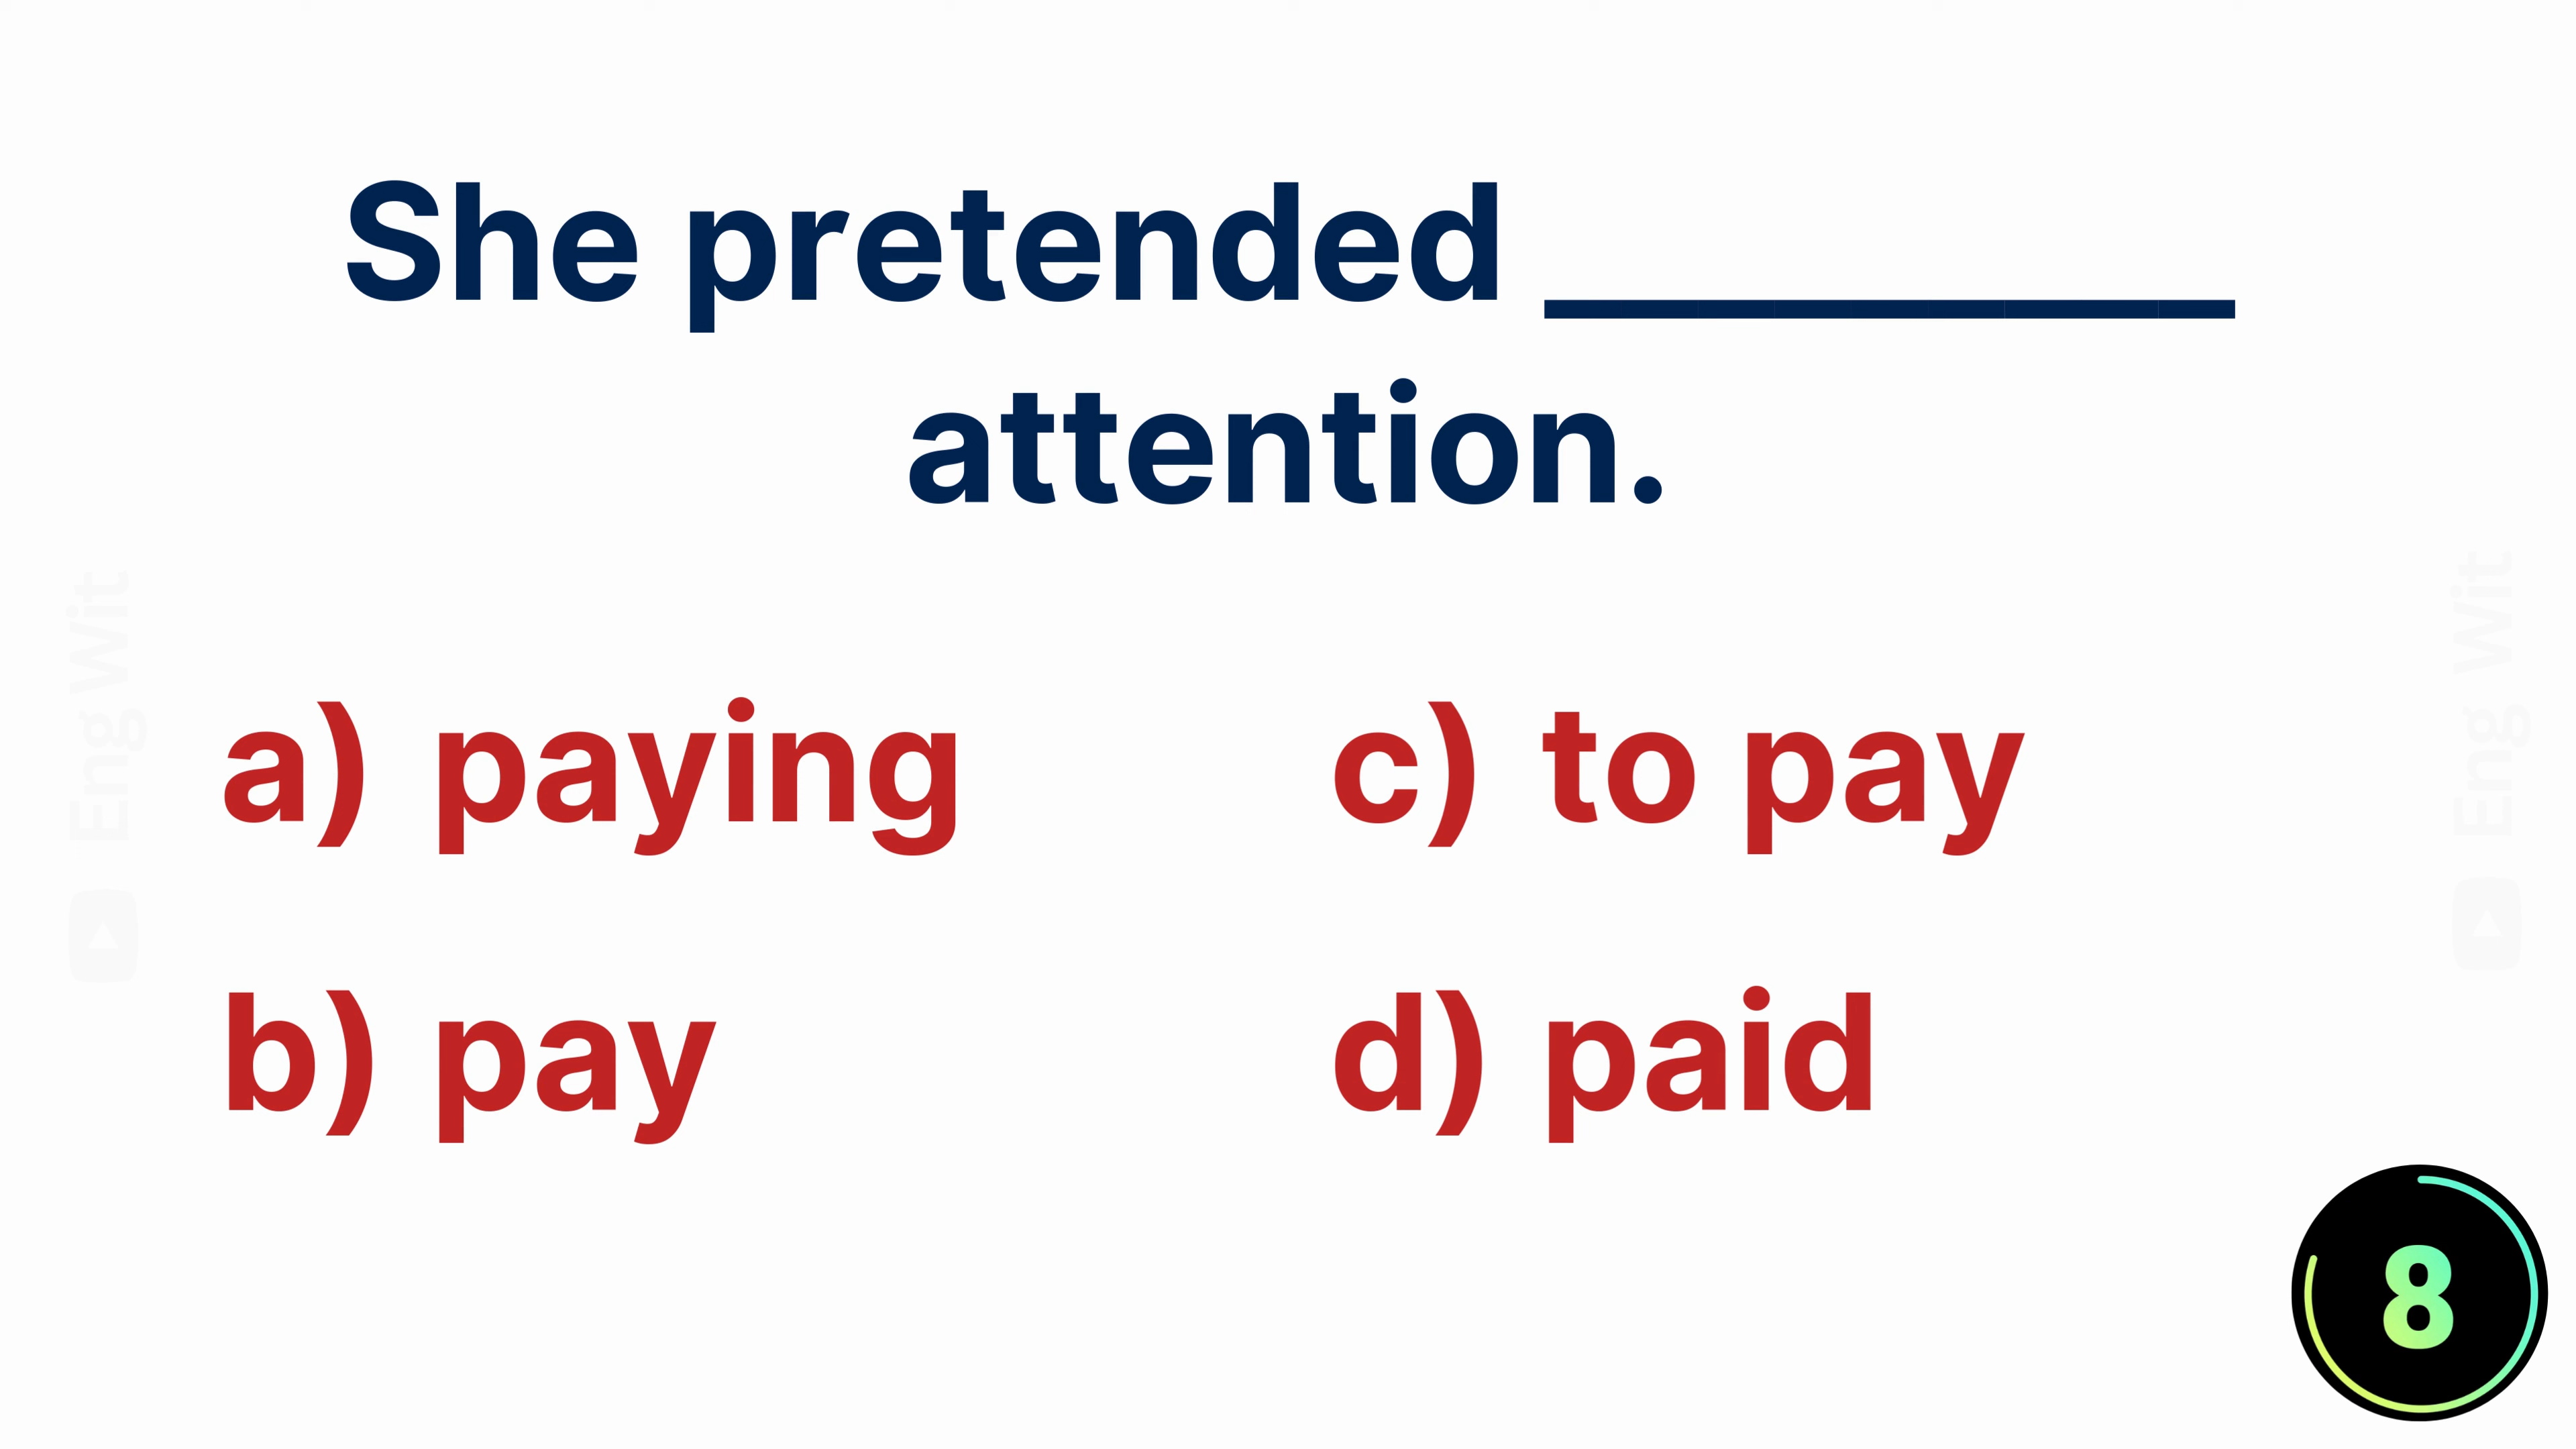 She pretended _________
attention.
a) paying
c) to pay
b) pay
d) paid
8
Eng Wit
Eng Wit